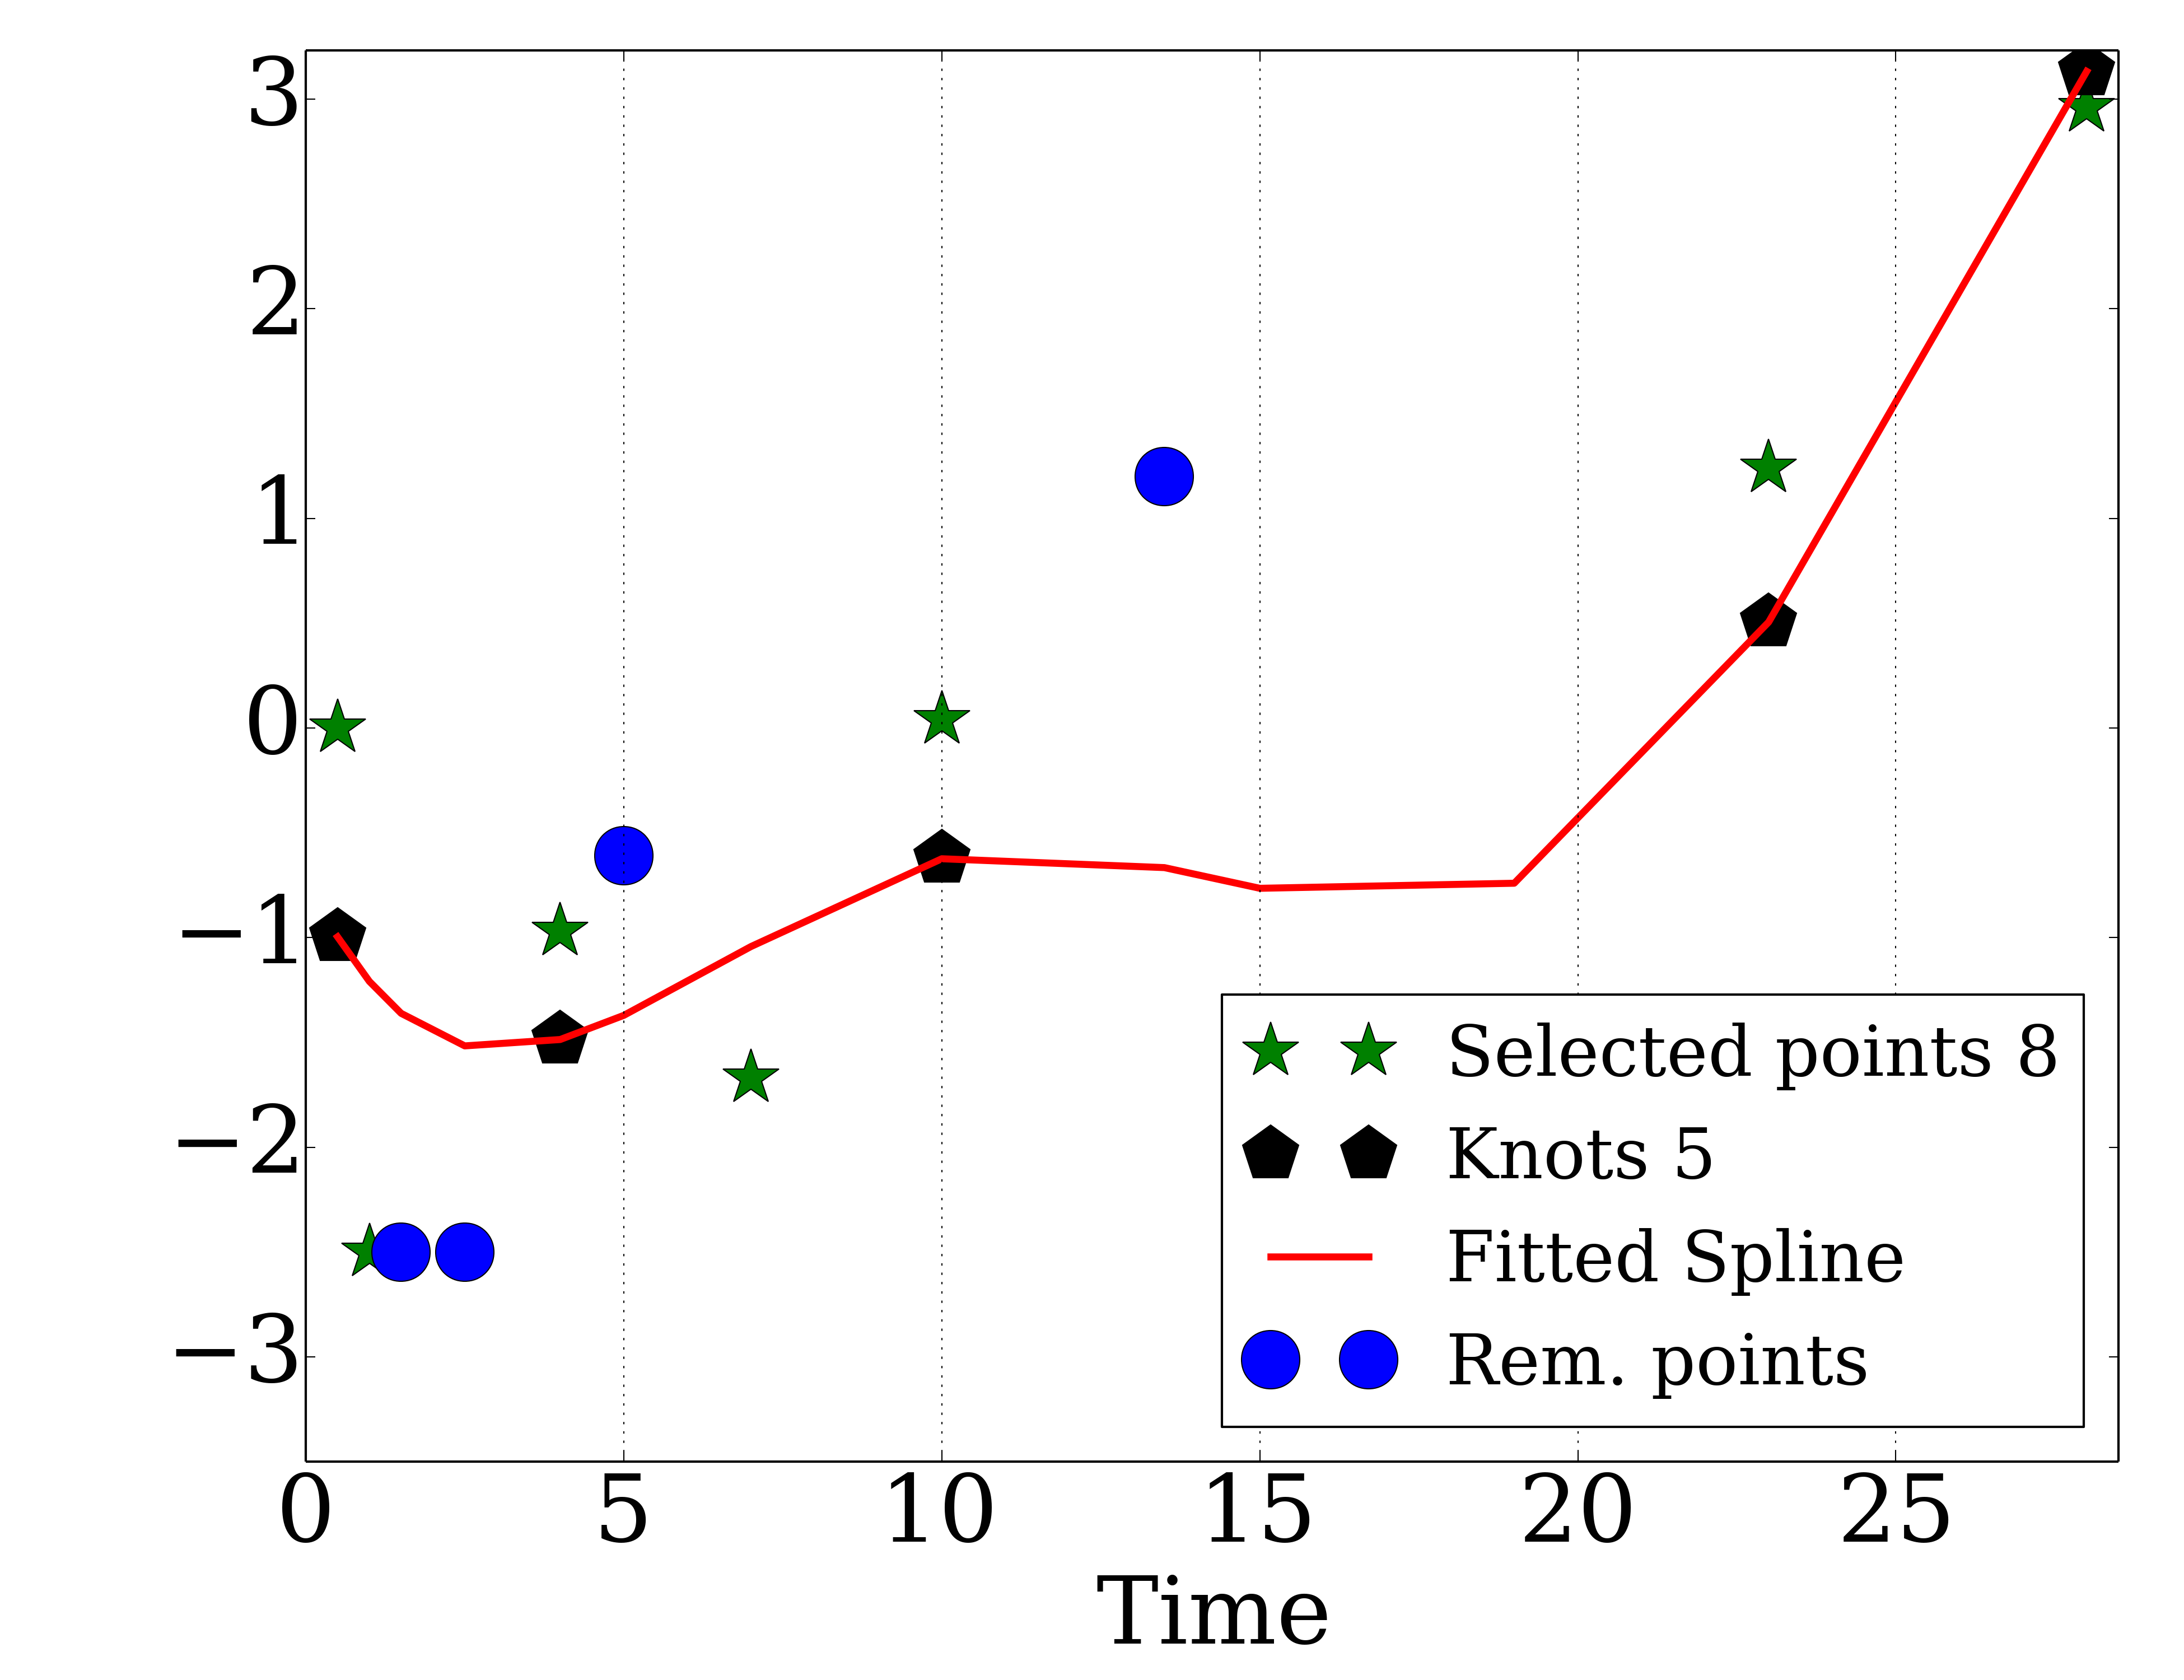 3
2
1
0
−1
−2
−3
Selected points 8
Knots 5
Fitted Spline
Rem. points
0 5 10 15 20 25
Time